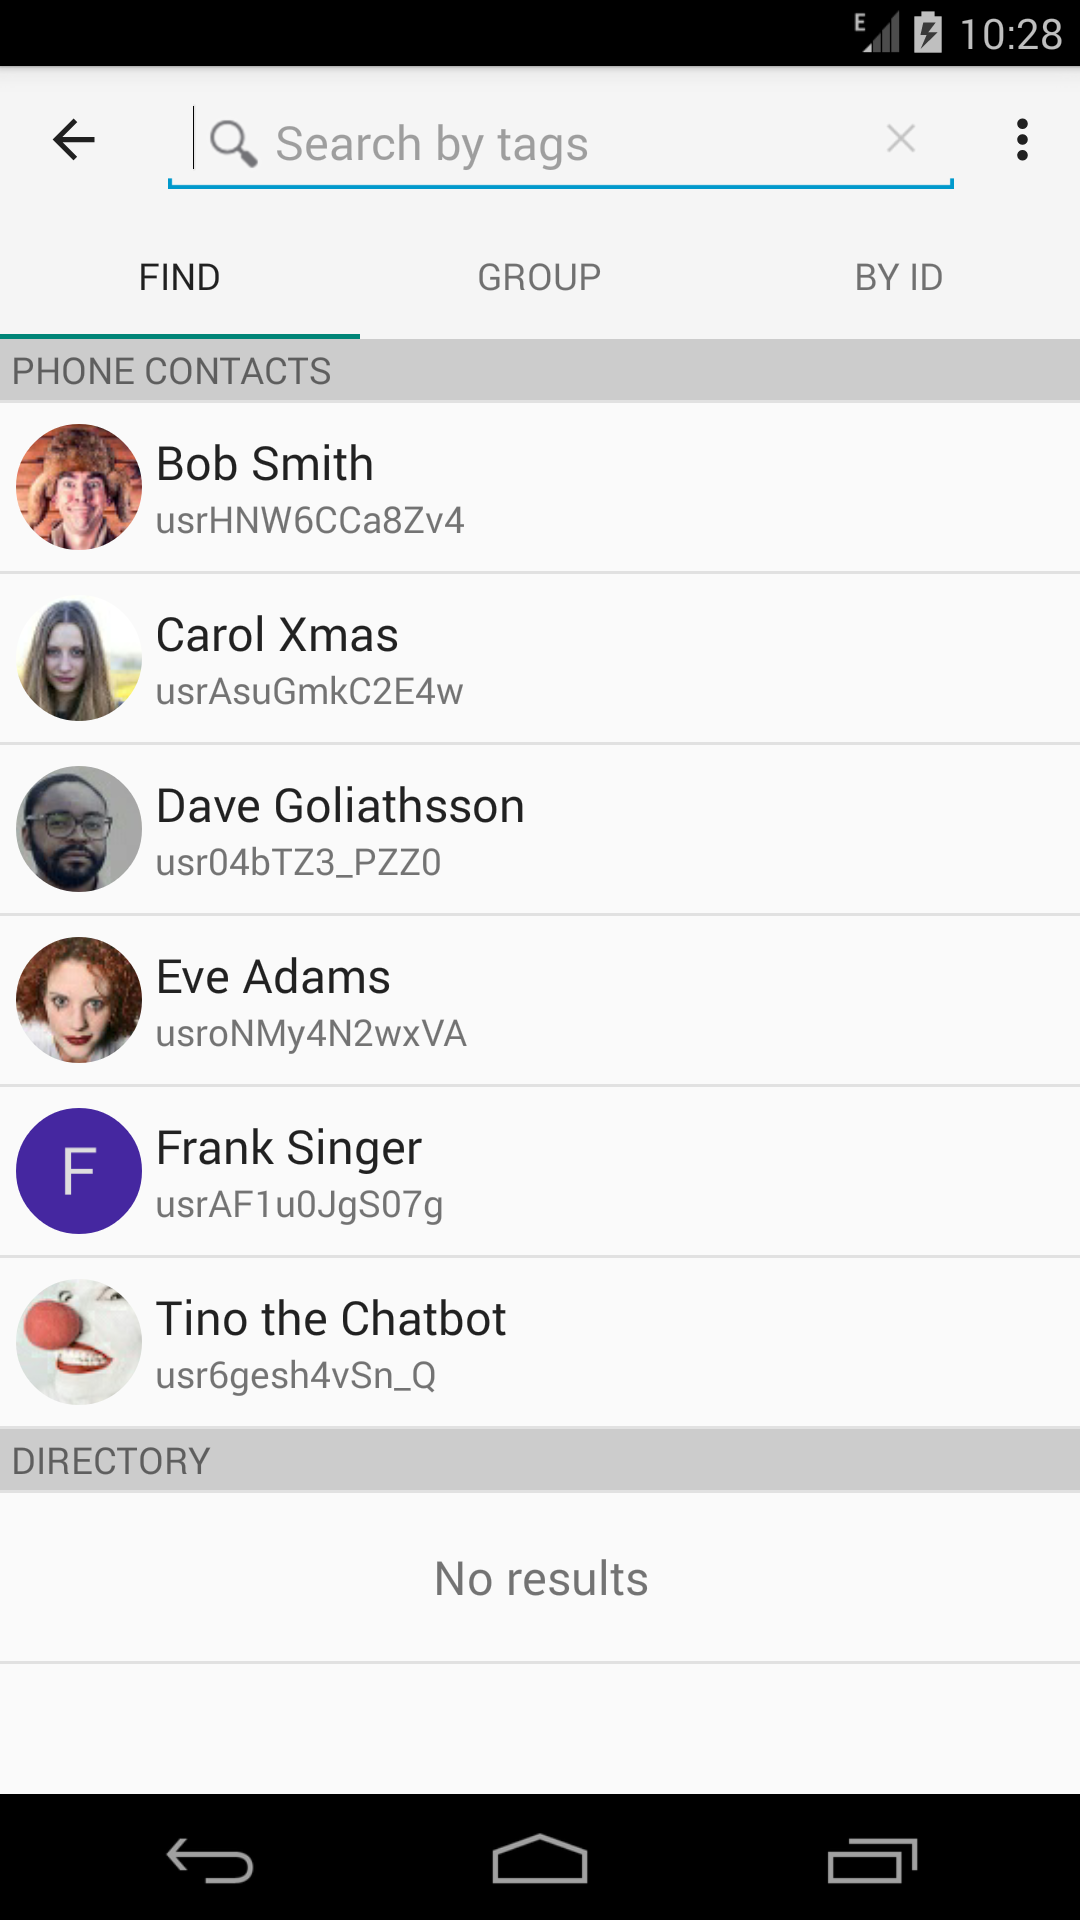 E 10:28
Search by tags
FIND GROUP BY ID
PHONE CONTACTS
Bob Smith
usrHNW6CCa8Zv4
Carol Xmas
usrAsuGmkC2E4w
Dave Goliathsson
usr04bTZ3_PZZ0
Eve Adams
usroNMy4N2wxVA
F
Frank Singer
usrAF1u0JgS07g
Tino the Chatbot
usr6gesh4vSn_Q
DIRECTORY
No results